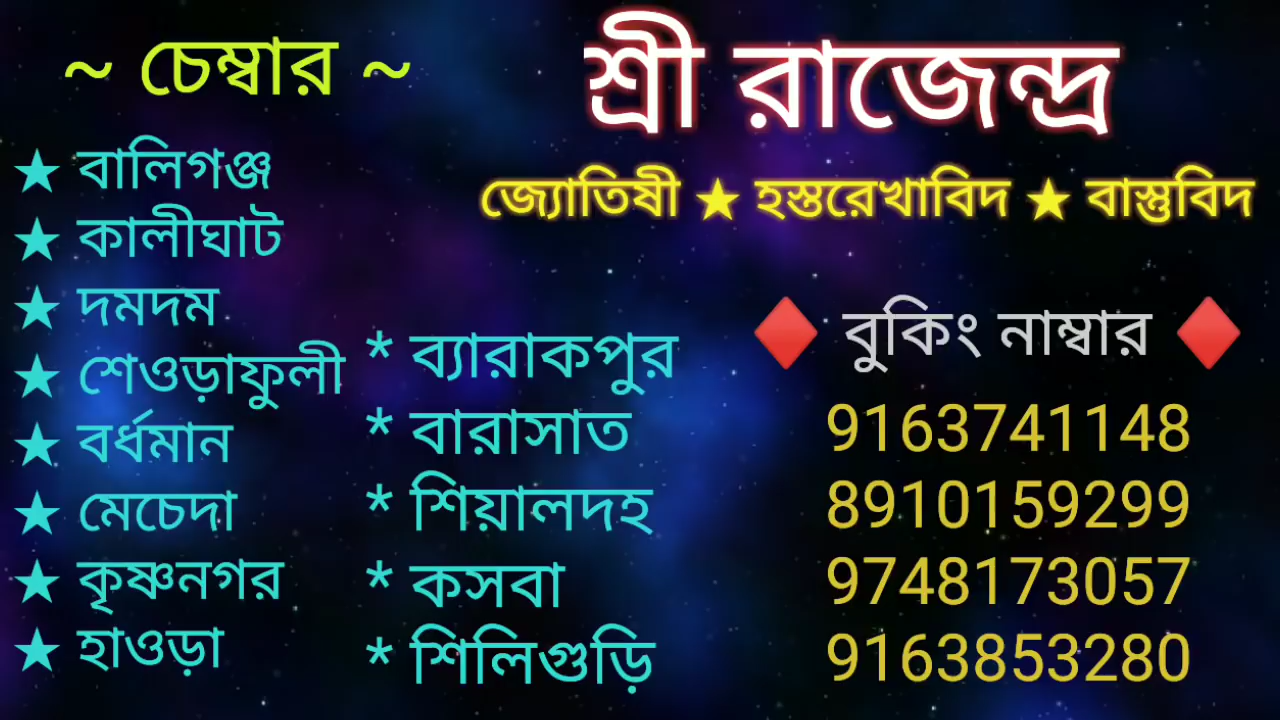 ~ চেম্বার ~
★ বালিগঞ্জ
★ কালীঘাট
★ দমদম
★ শেওড়াফুলী
★ বর্ধমান
★ মেচেদা
★ কৃষ্ণনগর
★ হাওড়া
* ব্যারাকপুর
* বারাসাত
* শিয়ালদহ
* কসবা
* শিলিগুড়ি
শ্রী রাজেন্দ্র
জ্যোতিষী ★ হস্তরেখাবিদ ★ বাস্তুবিদ
♦ বুকিং নাম্বার ♦
9163741148
8910159299
9748173057
9163853280